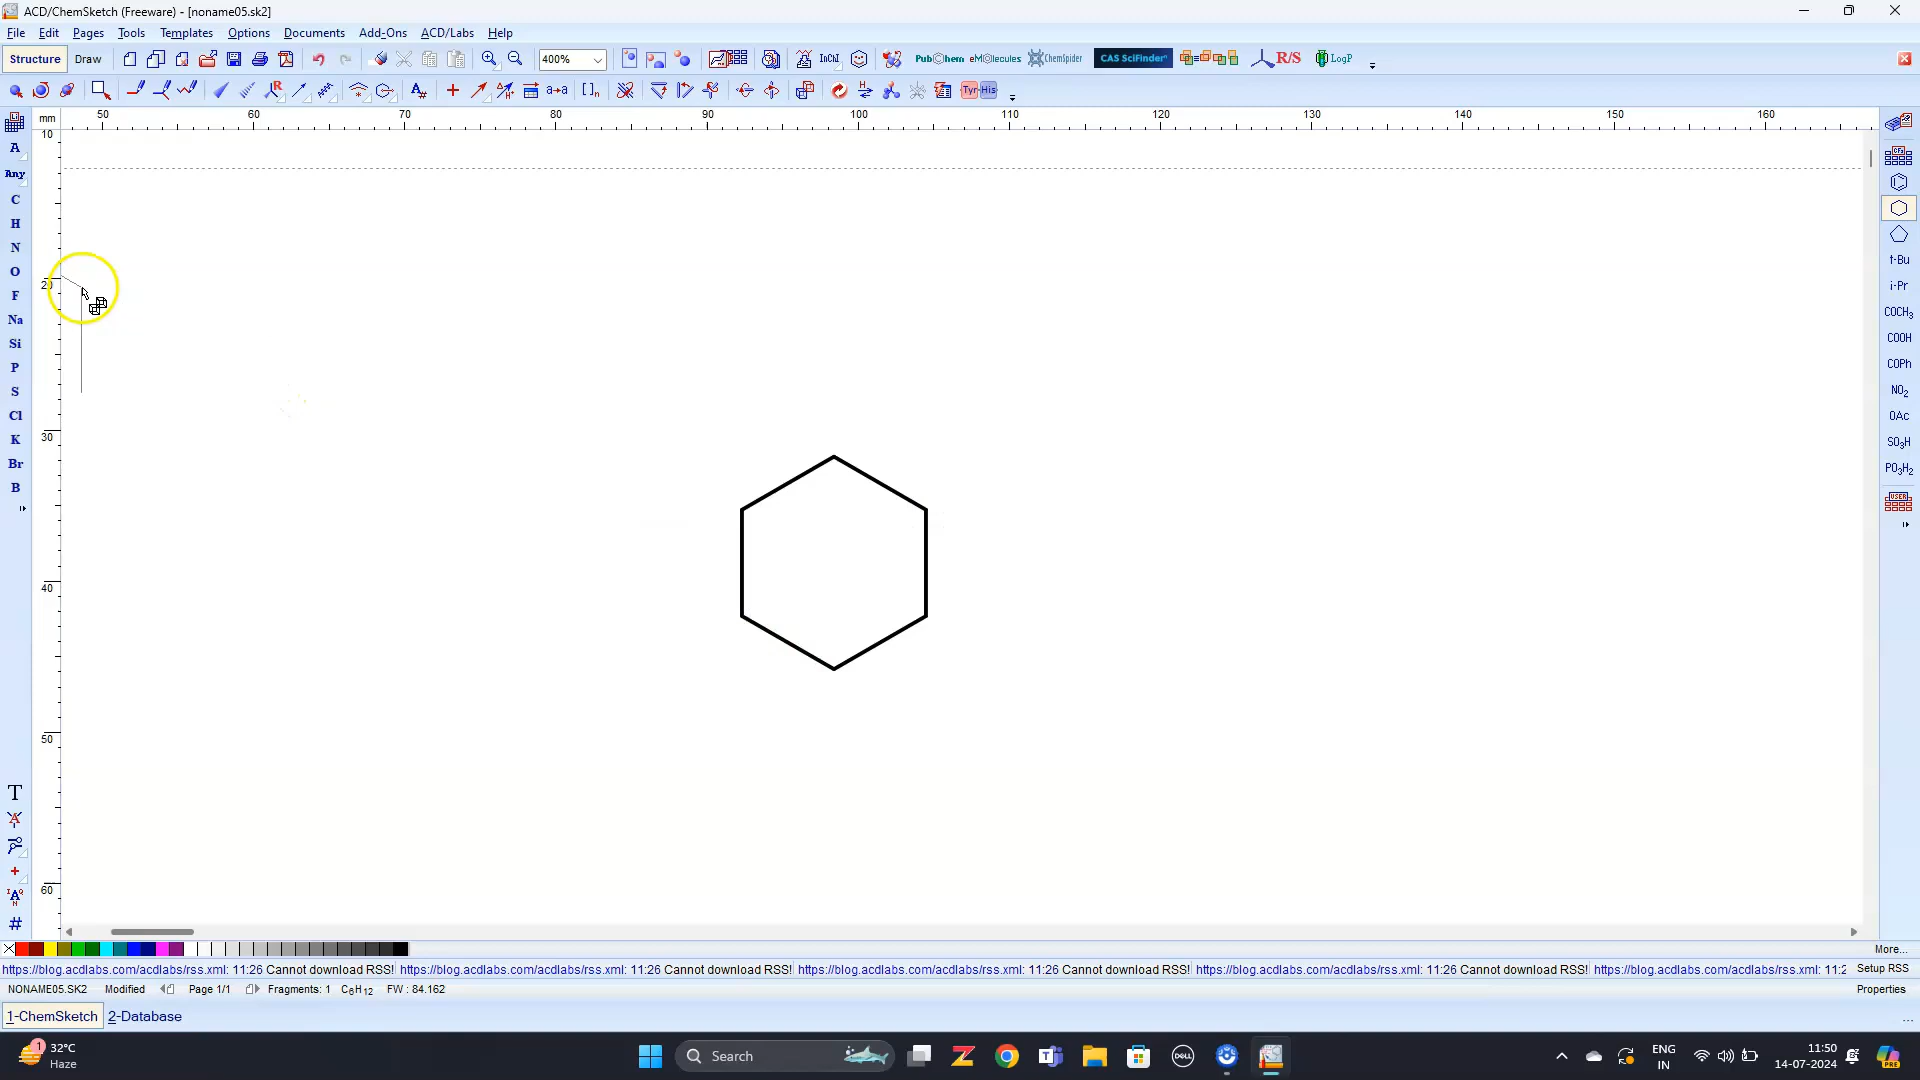 ACD/ChemSketch (Freeware) - [noname05.sk2]
File Edit Pages Tools Templates Options Documents Add-Ons ACD/Labs Help
Structure Draw 400% InChI PubChem eMolecules ChemSpider CAS SciFinder R/S LogP
Tyr His
mm 50 60 70 80 90 100 110 120 130 140 150 160
10
A
Any
C
H
N
O
F
Na
Si
P
S
Cl
K
Br
B
20
30
40
50
60
t-Bu
i-Pr
COCH3
COOH
COPh
NO2
OAc
SO3H
PO3H2
USER
T
A
#
More...
https://blog.acdlabs.com/acdlabs/rss.xml: 11:26 Cannot download RSS! https://blog.acdlabs.com/acdlabs/rss.xml: 11:26 Cannot download RSS! https://blog.acdlabs.com/acdlabs/rss.xml: 11:26 Cannot download RSS! https://blog.acdlabs.com/acdlabs/rss.xml: 11:26 Cannot download RSS! https://blog.acdlabs.com/acdlabs/rss.xml: 11:2 Setup RSS
NONAME05.SK2 Modified Page 1/1 Fragments: 1 C6H12 FW : 84.162 Properties
1-ChemSketch 2-Database
32°C
Haze
Search
ENG
IN
11:50
14-07-2024